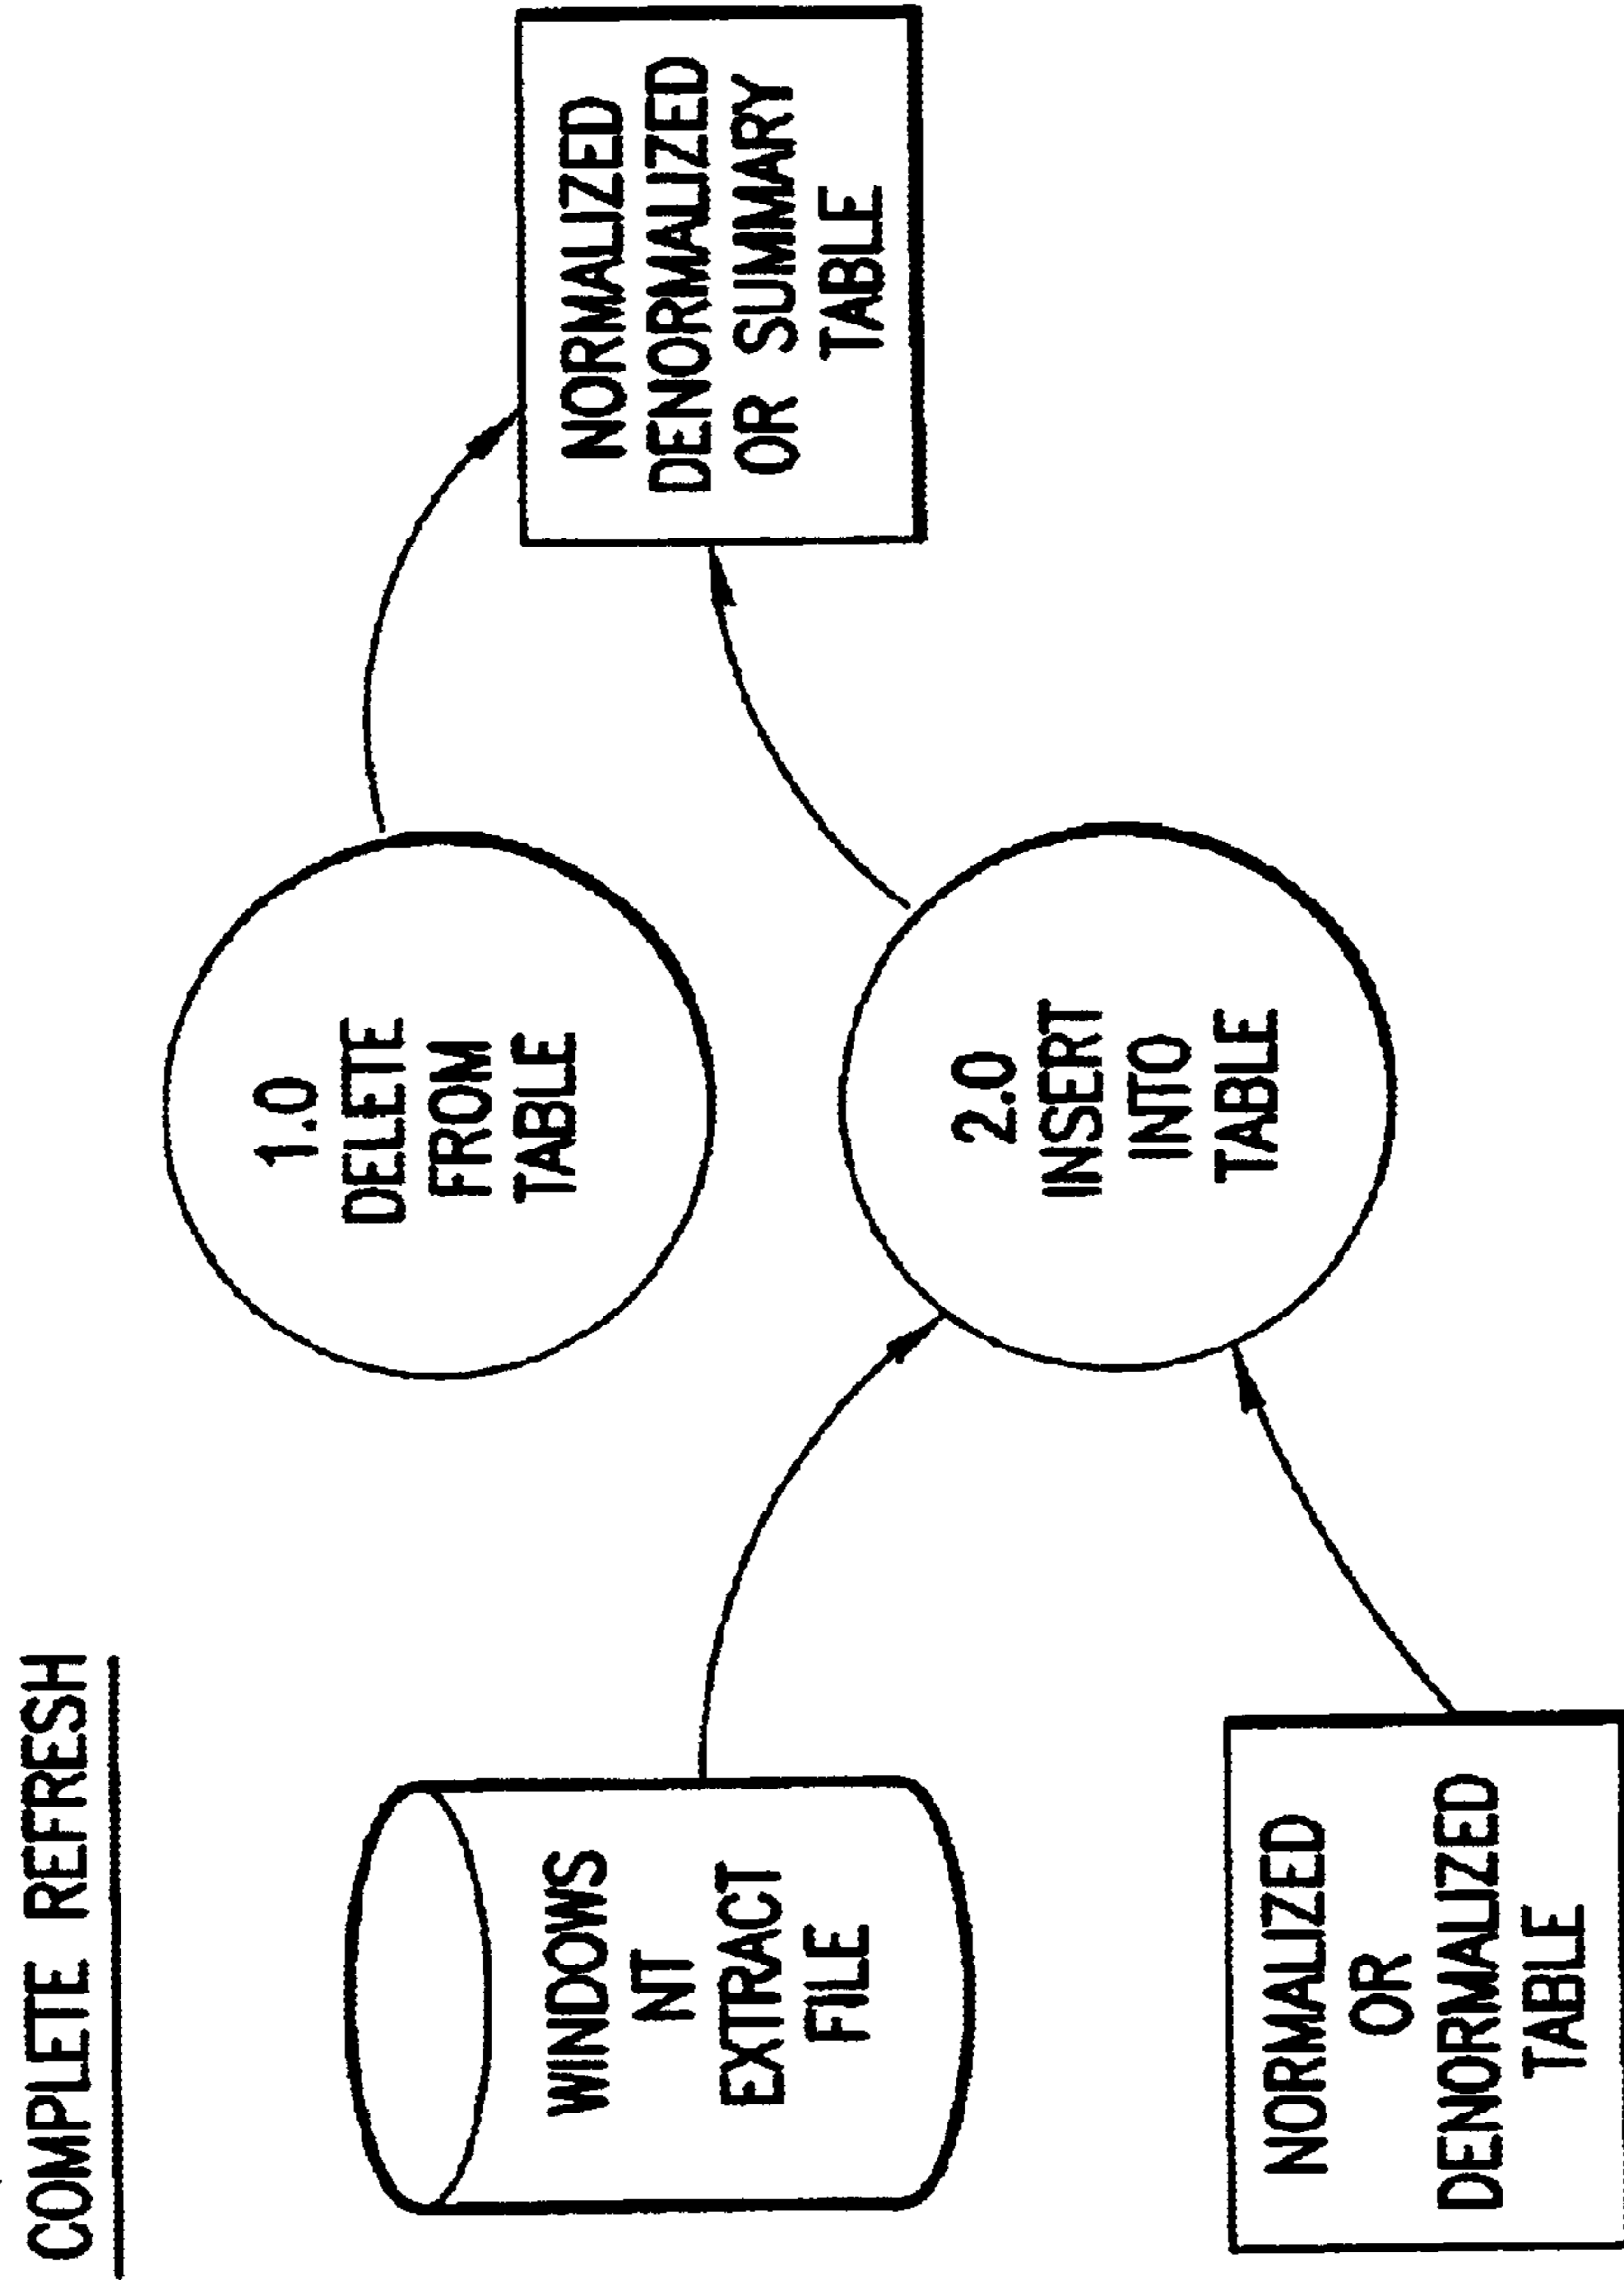 COMPLETE REFRESH
WINDOWS
NT
EXTRACT
FILE
1.0
DELETE
FROM
TABLE
NORMALIZED
DENORMALIZED
OR SUMMARY
TABLE
2.0
INSERT
INTO
TABLE
NORMALIZED
OR
DENORMALIZED
TABLE